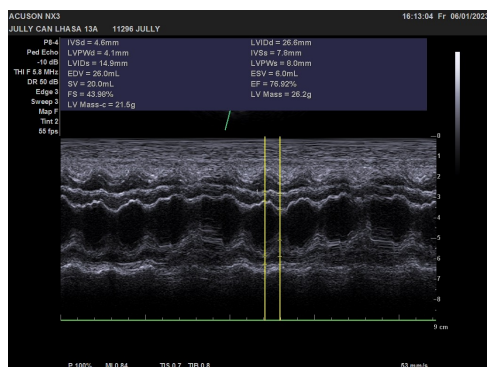 ACUSON NX3 16:13:04 Fr 06/01/2023
JULLY CAN LHASA 13A 11296 JULLY
P8-4
Ped Echo
-10 dB
THI F 5.8 MHz
DR 50 dB
Edge 3
Sweep 3
Map F
Tint 2
55 fps
IVSd = 4.6mm LVIDd = 26.6mm
LVPWd = 4.1mm IVSs = 7.8mm
LVIDs = 14.9mm LVPWs = 8.0mm
EDV = 26.0mL ESV = 6.0mL
SV = 20.0mL EF = 76.92%
FS = 43.98% LV Mass = 26.2g
LV Mass-c = 21.5g
0
1
2
3
4
5
6
7
8
9 cm
P 100% MI 0.84 TIS 0.7 TIB 0.8 53 mm/s